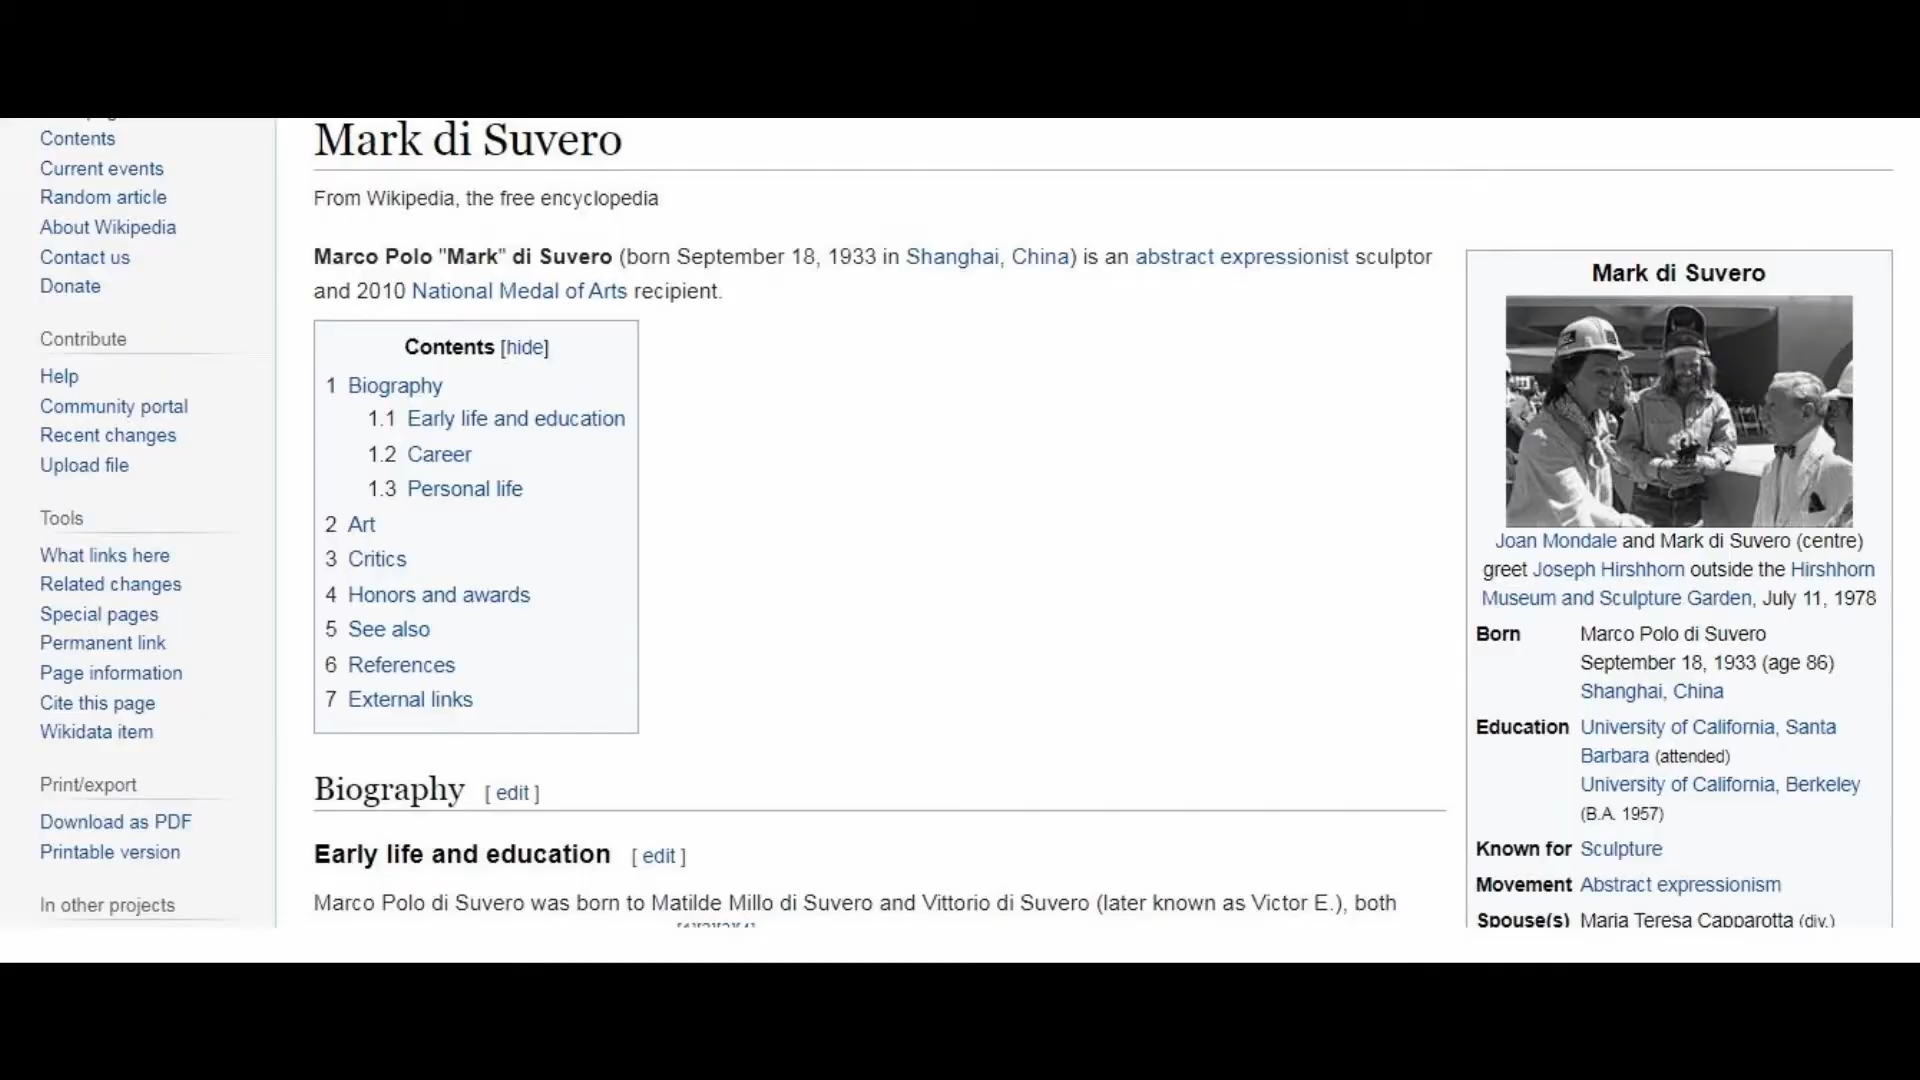 Contents
Current events
Random article
About Wikipedia
Contact us
Donate
Contribute
Help
Community portal
Recent changes
Upload file
Tools
What links here
Related changes
Special pages
Permanent link
Page information
Cite this page
Wikidata item
Print/export
Download as PDF
Printable version
In other projects
Mark di Suvero
From Wikipedia, the free encyclopedia
Marco Polo "Mark" di Suvero (born September 18, 1933 in Shanghai, China) is an abstract expressionist sculptor
and 2010 National Medal of Arts recipient.
Contents [hide]
1 Biography
1.1 Early life and education
1.2 Career
1.3 Personal life
2 Art
3 Critics
4 Honors and awards
5 See also
6 References
7 External links
Biography [ edit ]
Early life and education [ edit ]
Marco Polo di Suvero was born to Matilde Millo di Suvero and Vittorio di Suvero (later known as Victor E.), both
Mark di Suvero
Joan Mondale and Mark di Suvero (centre)
greet Joseph Hirshhorn outside the Hirshhorn
Museum and Sculpture Garden, July 11, 1978
Born Marco Polo di Suvero
September 18, 1933 (age 86)
Shanghai, China
Education University of California, Santa
Barbara (attended)
University of California, Berkeley
(B.A. 1957)
Known for Sculpture
Movement Abstract expressionism
Spouse(s) Maria Teresa Capparotta (div.)